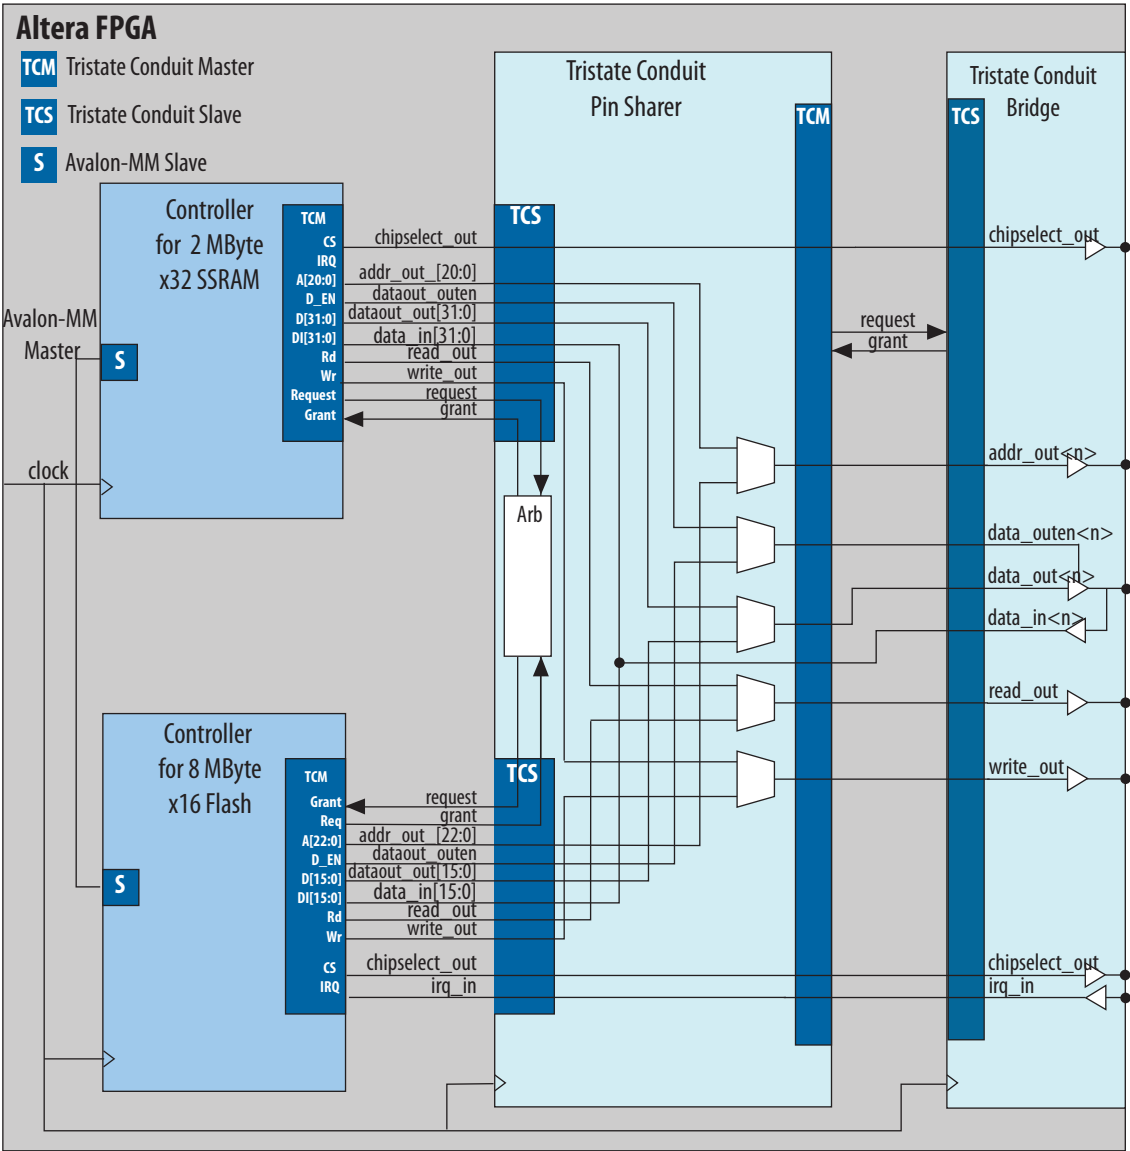 Altera FPGA
TCM Tristate Conduit Master
TCS Tristate Conduit Slave
S Avalon-MM Slave
Tristate Conduit
Pin Sharer
TCM
Tristate Conduit
Bridge
TCS
Controller
for 2 MByte
x32 SSRAM
TCM
CS
IRQ
A[20:0]
D_EN
D[31:0]
DI[31:0]
Rd
Wr
Request
Grant
chipselect_out
addr_out_[20:0]
dataout_outen
dataout_out[31:0]
data_in[31:0]
read_out
write_out
request
grant
TCS
Avalon-MM
Master
S
clock
Arb
request
grant
chipselect_out
addr_out<n>
data_outen<n>
data_out<n>
data_in<n>
read_out
write_out
chipselect_out
irq_in
Controller
for 8 MByte
x16 Flash
S
TCM
Grant
Req
A[22:0]
D_EN
D[15:0]
DI[15:0]
Rd
Wr
CS
IRQ
request
grant
addr_out_[22:0]
dataout_outen
dataout_out[15:0]
data_in[15:0]
read_out
write_out
chipselect_out
irq_in
TCS